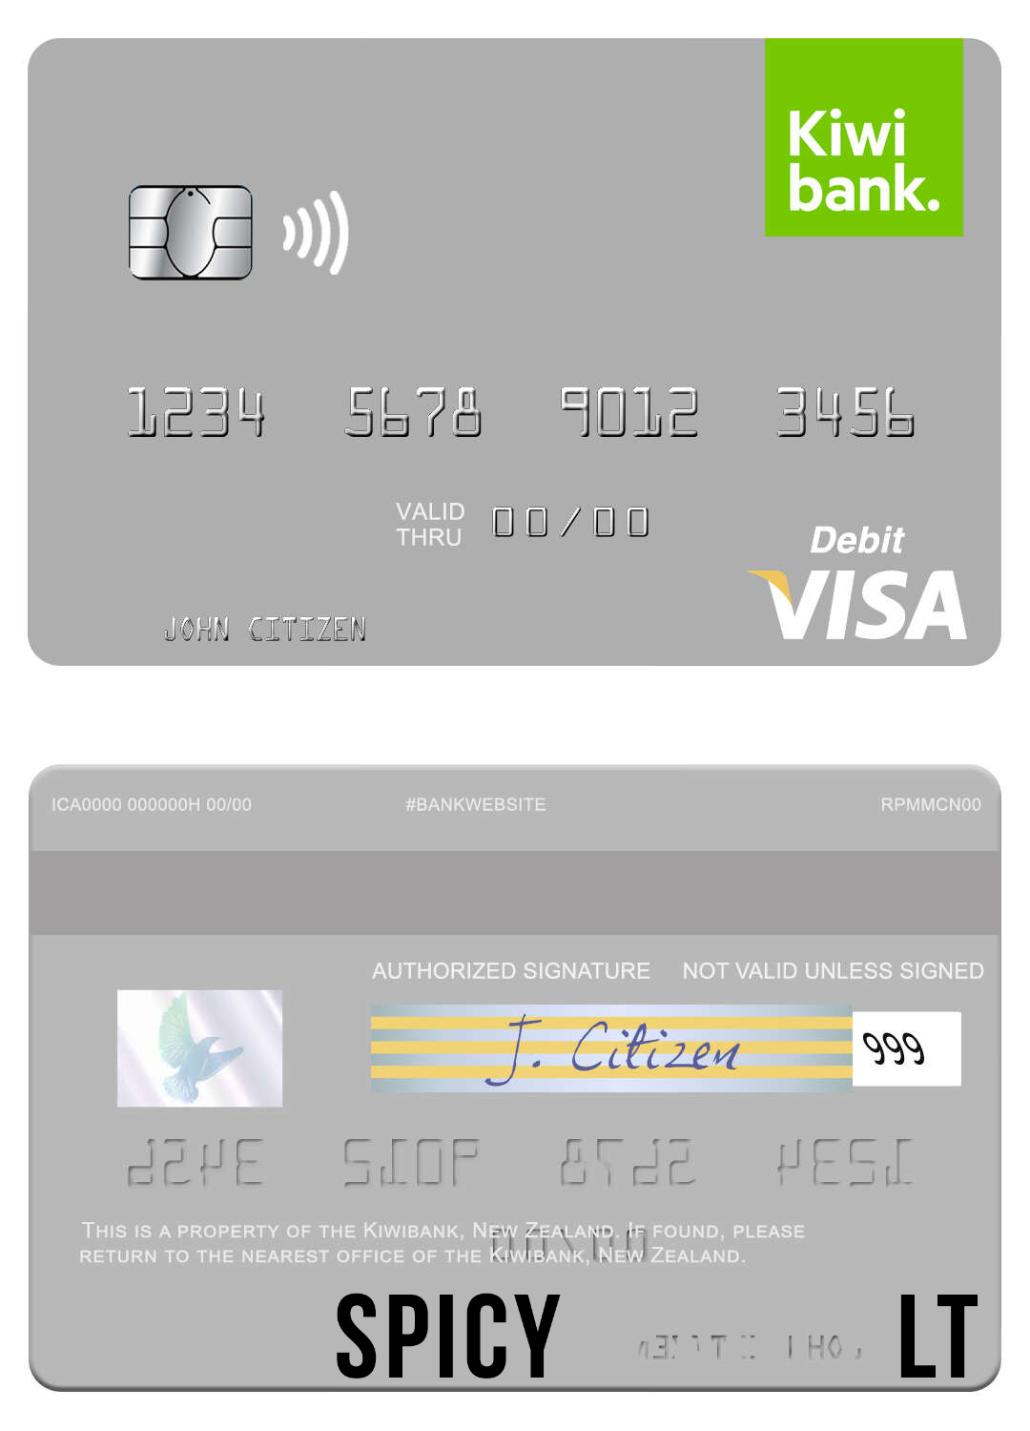 Kiwi
bank.
1234 5678 9012 3456
VALID
THRU 00/00
Debit
VISA
JOHN CITIZEN
ICA0000 000000H 00/00 #BANKWEBSITE RPMMCN00
AUTHORIZED SIGNATURE NOT VALID UNLESS SIGNED
J. Citizen 999
THIS IS A PROPERTY OF THE KIWIBANK, NEW ZEALAND. IF FOUND, PLEASE
RETURN TO THE NEAREST OFFICE OF THE KIWIBANK, NEW ZEALAND.
SPICY LT